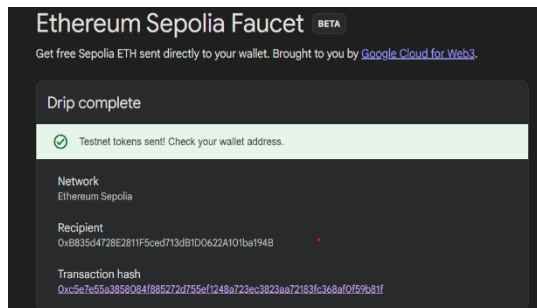 Ethereum Sepolia Faucet BETA
Get free Sepolia ETH sent directly to your wallet. Brought to you by Google Cloud for Web3.
Drip complete
Testnet tokens sent! Check your wallet address.
Network
Ethereum Sepolia
Recipient
0xB835d4728E2811F5ced713dB1D0622A101ba194B
Transaction hash
0xc5e7e55a3858084f885272d755ef1248a723ec3823aa72183fc368af0f59b81f